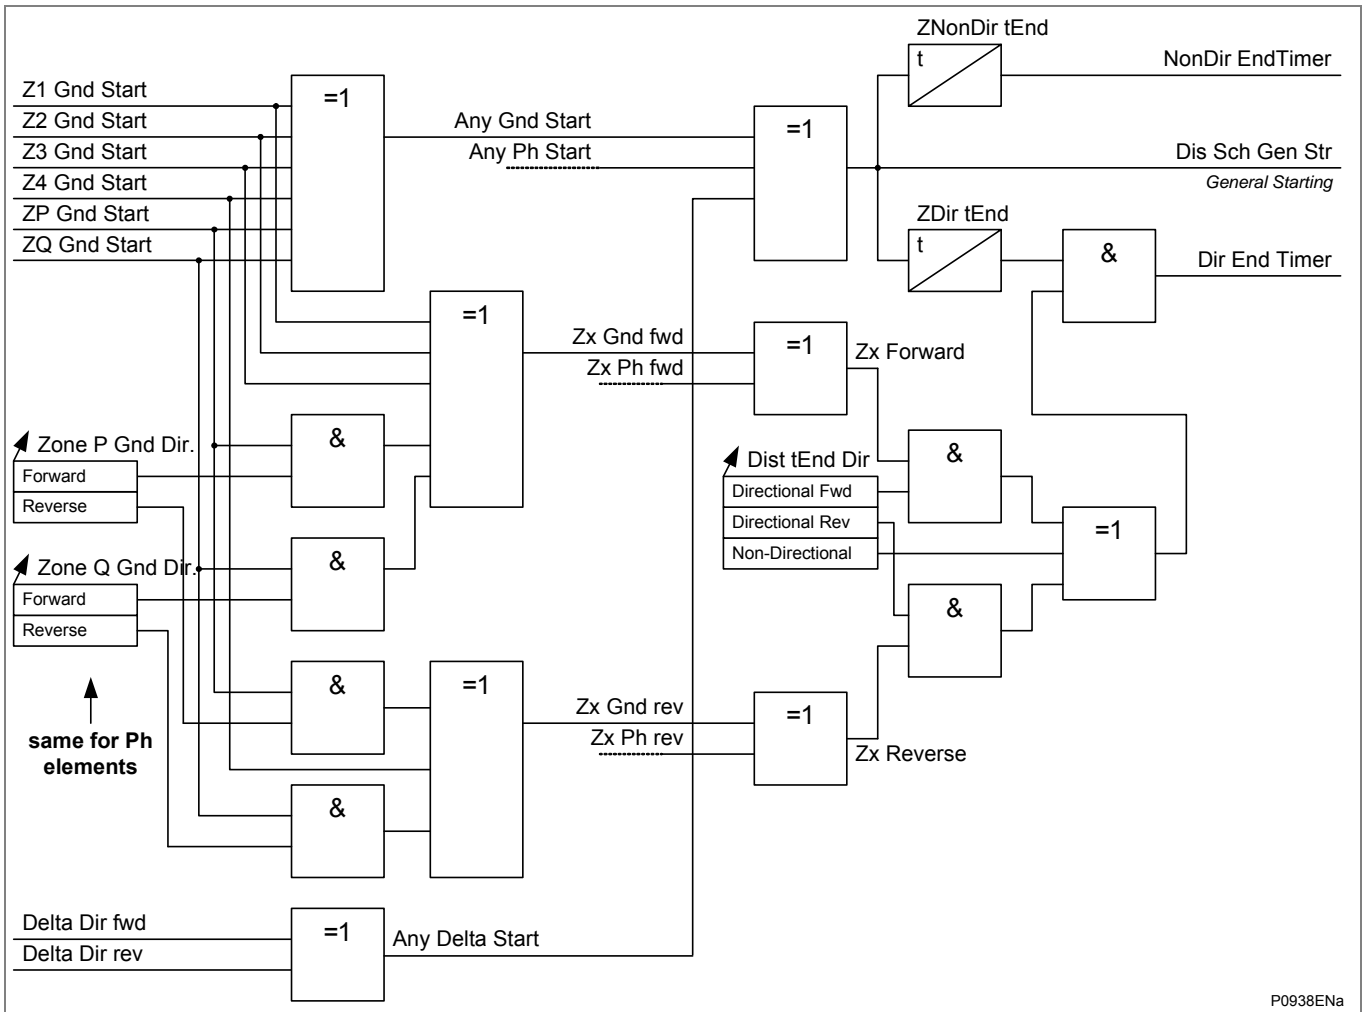 ZNonDir tEnd
t
NonDir EndTimer
Z1 Gnd Start
=1
Z2 Gnd Start
Any Gnd Start
=1
Z3 Gnd Start
Any Ph Start
Dis Sch Gen Str
Z4 Gnd Start
General Starting
ZP Gnd Start
ZDir tEnd
ZQ Gnd Start
t
&
Dir End Timer
=1
Zx Gnd fwd
=1
Zx Forward
Zx Ph fwd
Zone P Gnd Dir.
&
Forward
Reverse
Dist tEnd Dir
&
Directional Fwd
Directional Rev
Non-Directional
=1
Zone Q Gnd Dir.
&
Forward
Reverse
&
same for Ph
elements
&
=1
Zx Gnd rev
=1
Zx Ph rev
Zx Reverse
&
Delta Dir fwd
=1
Any Delta Start
Delta Dir rev
P0938ENa